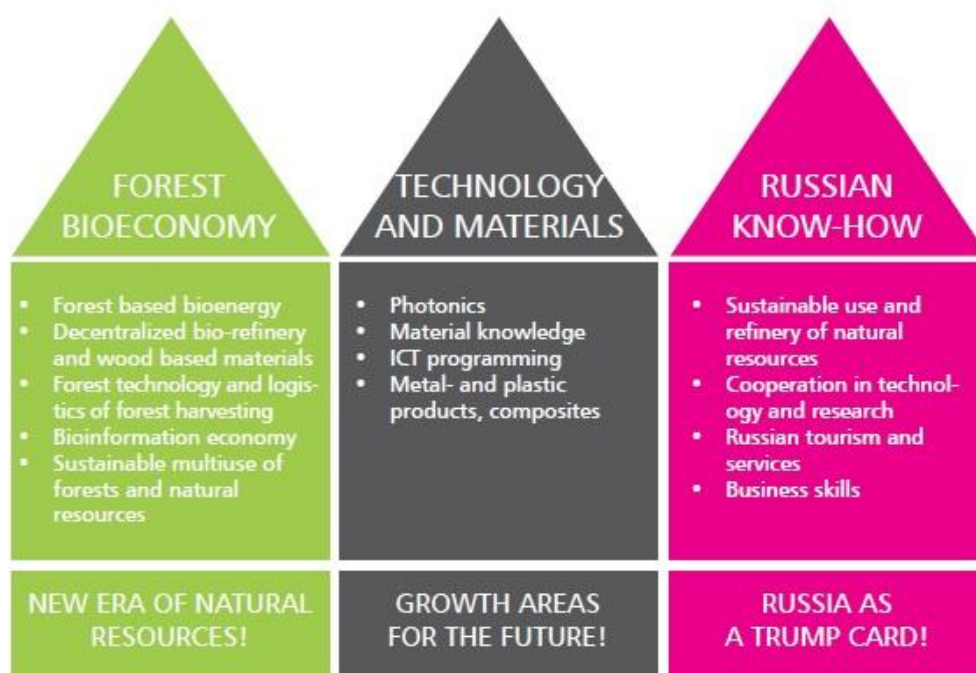 FOREST
BIOECONOMY
• Forest based bioenergy
• Decentralized bio-refinery
and wood based materials
• Forest technology and logis-
tics of forest harvesting
• Bioinformation economy
• Sustainable multiuse of
forests and natural
resources
NEW ERA OF NATURAL
RESOURCES!
TECHNOLOGY
AND MATERIALS
• Photonics
• Material knowledge
• ICT programming
• Metal- and plastic
products, composites
GROWTH AREAS
FOR THE FUTURE!
RUSSIAN
KNOW-HOW
• Sustainable use and
refinery of natural
resources
• Cooperation in technol-
ogy and research
• Russian tourism and
services
• Business skills
RUSSIA AS
A TRUMP CARD!